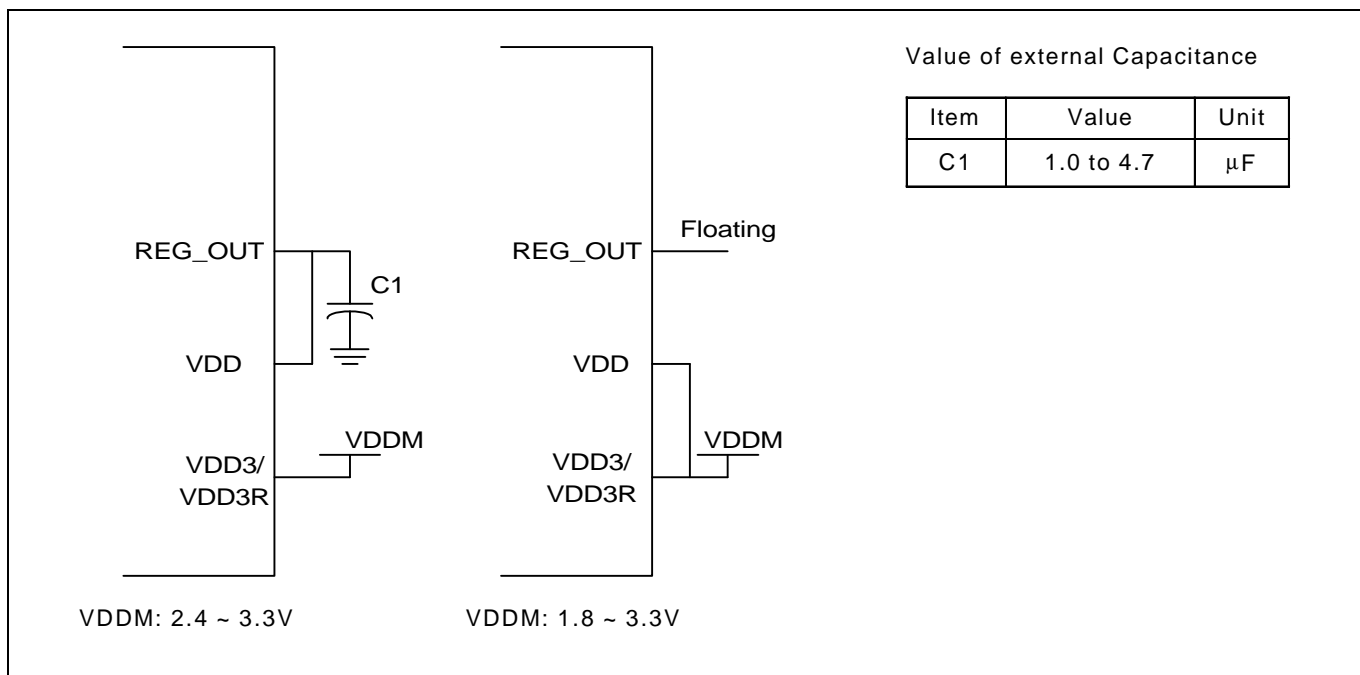 Value of external Capacitance
Item Value Unit
C1 1.0 to 4.7 μF
REG_OUT
C1
VDD
VDDM
VDD3/
VDD3R
VDDM: 2.4 ~ 3.3V
REG_OUT
Floating
VDD
VDDM
VDD3/
VDD3R
VDDM: 1.8 ~ 3.3V